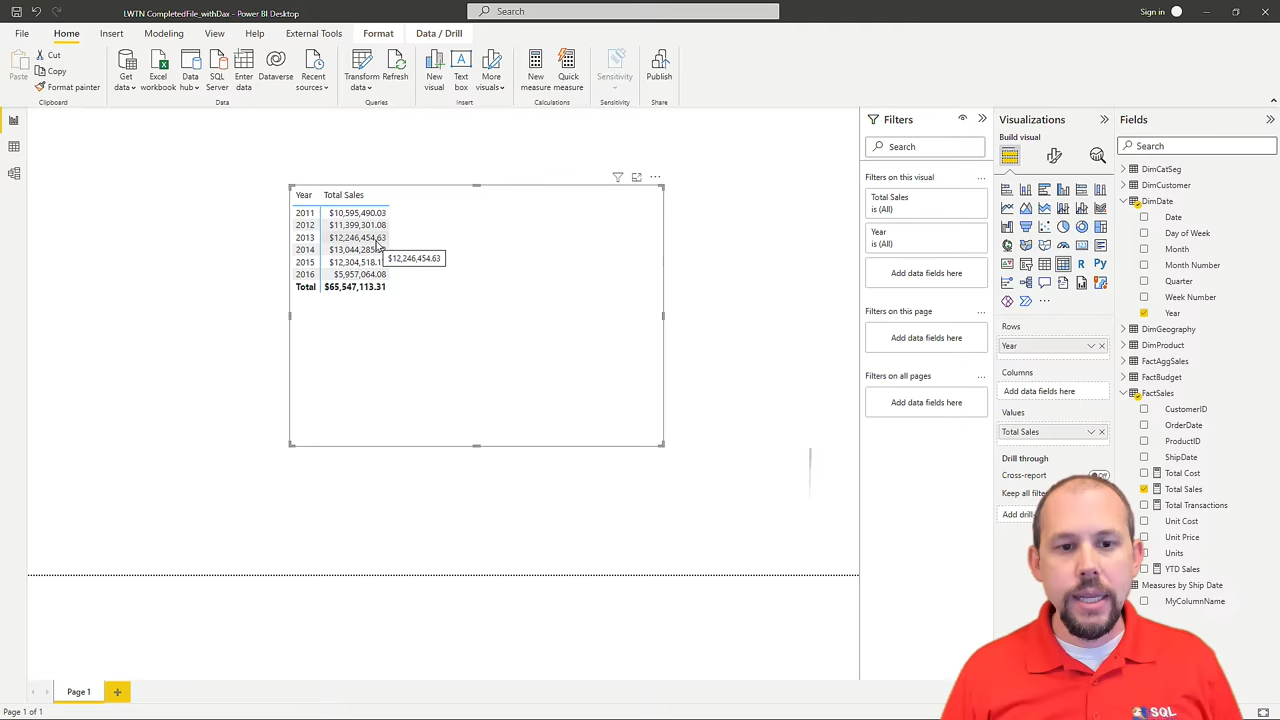 LWTN CompletedFile_withDax - Power BI Desktop
Search
Sign in
File Home Insert Modeling View Help External Tools Format Data / Drill
Paste
Cut
Copy
Format painter
Clipboard
Get data
Excel workbook
Data hub
SQL Server
Enter data
Dataverse
Recent sources
Data
Transform data
Refresh
Queries
New visual
Text box
More visuals
Insert
New measure
Quick measure
Calculations
Sensitivity
Sensitivity
Publish
Share
Year Total Sales
2011 $10,595,490.03
2012 $11,399,301.08
2013 $12,246,454.63
2014 $13,044,285
2015 $12,304,518.1
2016 $5,957,064.08
Total $65,547,113.31
$12,246,454.63
Filters
Search
Filters on this visual
Total Sales
is (All)
Year
is (All)
Add data fields here
Filters on this page
Add data fields here
Filters on all pages
Add data fields here
Visualizations
Build visual
R Py
Rows
Year
Columns
Add data fields here
Values
Total Sales
Drill through
Cross-report
Off
Keep all filte
Add drill
Fields
Search
DimCatSeg
DimCustomer
DimDate
Date
Day of Week
Month
Month Number
Quarter
Week Number
Year
DimGeography
DimProduct
FactAggSales
FactBudget
FactSales
CustomerID
OrderDate
ProductID
ShipDate
Total Cost
Total Sales
Total Transactions
Unit Cost
Unit Price
Units
YTD Sales
Measures by Ship Date
MyColumnName
Page 1
Page 1 of 1
SQL